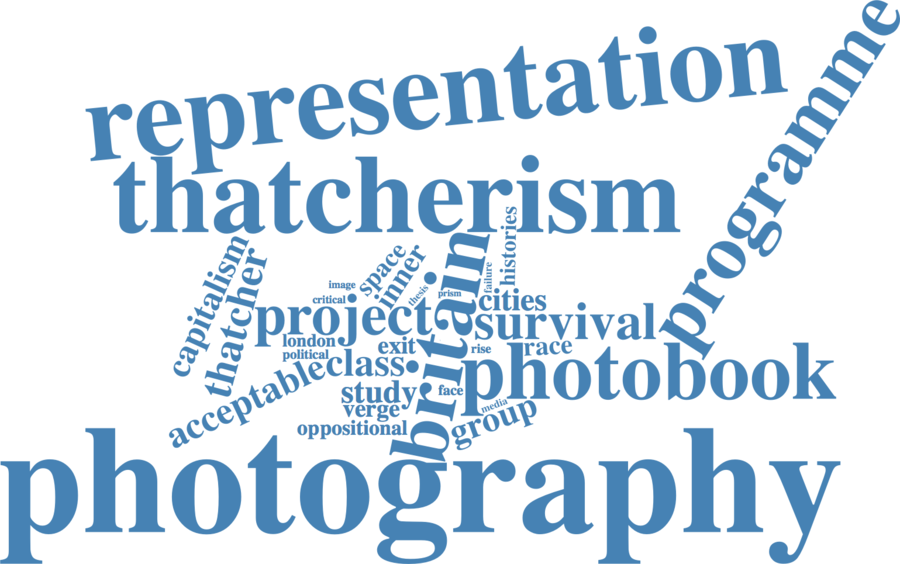 representation
programme
thatcherism
histories
britain
capitalism
thatcher
space
inner
failure
image
critical
thesis
prism
cities
project
survival
london
exit
rise
race
political
class
photobook
acceptable
study
face
verge
media
group
oppositional
photography